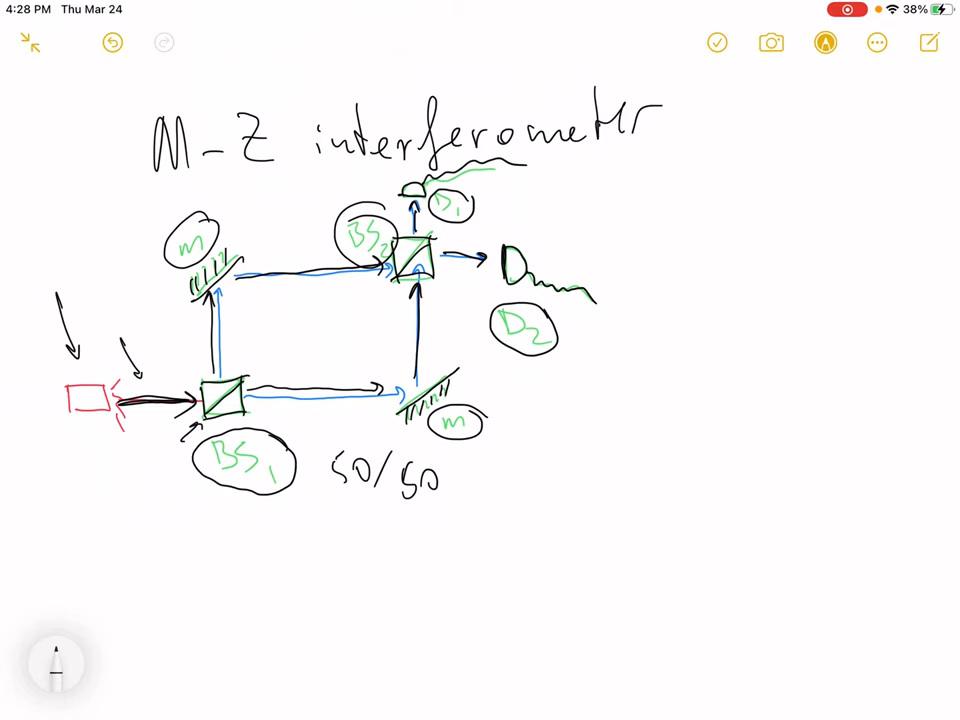 4:28 PM Thu Mar 24
38%
M-Z interferometer
D1
m
BS2
D2
m
BS1
50/50